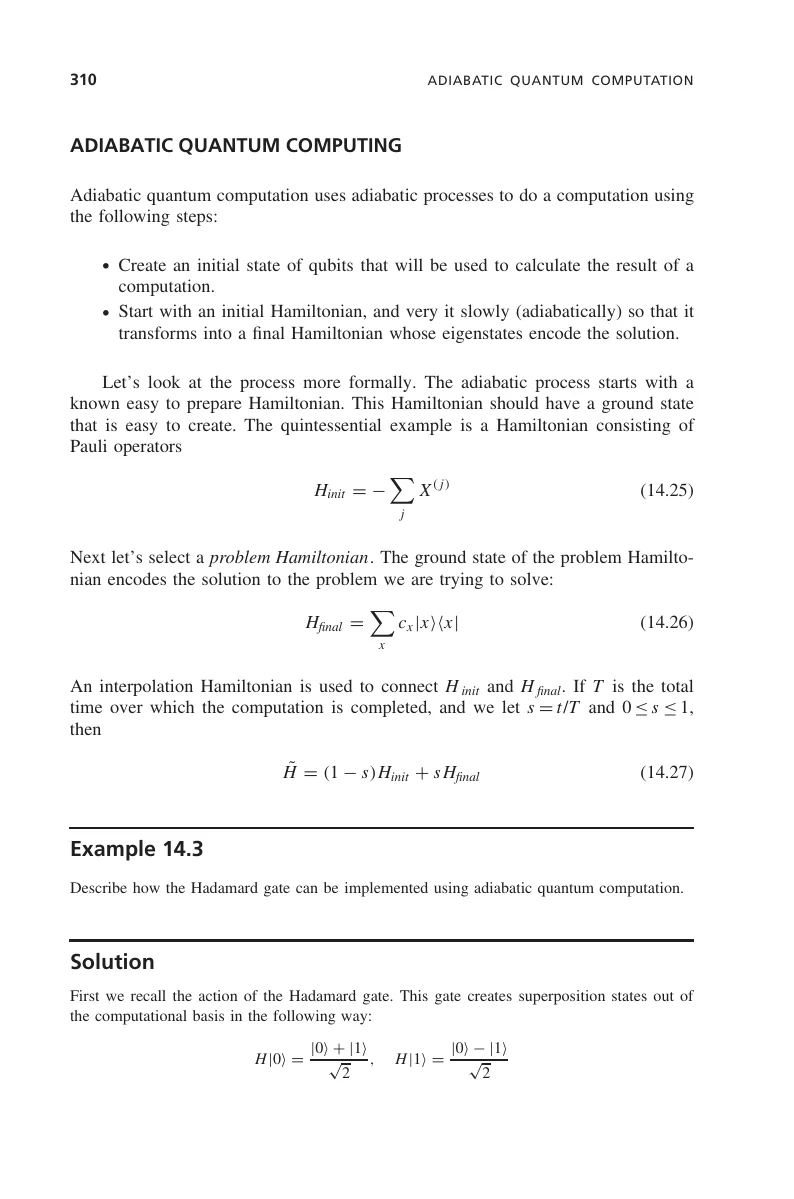 310 ADIABATIC QUANTUM COMPUTATION
ADIABATIC QUANTUM COMPUTING
Adiabatic quantum computation uses adiabatic processes to do a computation using
the following steps:
• Create an initial state of qubits that will be used to calculate the result of a
computation.
• Start with an initial Hamiltonian, and very it slowly (adiabatically) so that it
transforms into a final Hamiltonian whose eigenstates encode the solution.
Let's look at the process more formally. The adiabatic process starts with a
known easy to prepare Hamiltonian. This Hamiltonian should have a ground state
that is easy to create. The quintessential example is a Hamiltonian consisting of
Pauli operators
H_init = −∑_j X^(j) (14.25)
Next let's select a problem Hamiltonian. The ground state of the problem Hamilto-
nian encodes the solution to the problem we are trying to solve:
H_final = ∑_x c_x|x⟩⟨x| (14.26)
An interpolation Hamiltonian is used to connect H_init and H_final. If T is the total
time over which the computation is completed, and we let s = t/T and 0 ≤ s ≤ 1,
then
H̃ = (1 − s)H_init + sH_final (14.27)
Example 14.3
Describe how the Hadamard gate can be implemented using adiabatic quantum computation.
Solution
First we recall the action of the Hadamard gate. This gate creates superposition states out of
the computational basis in the following way:
H|0⟩ = (|0⟩ + |1⟩)/√2, H|1⟩ = (|0⟩ − |1⟩)/√2